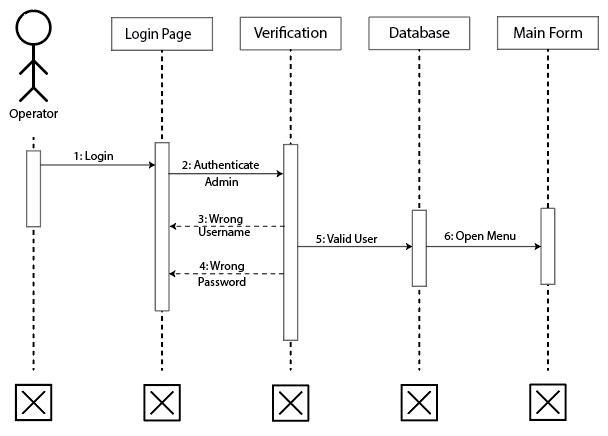 Login Page
Verification
Database
Main Form
Operator
1: Login
2: Authenticate
Admin
3: Wrong
Username
5: Valid User
6: Open Menu
4: Wrong
Password